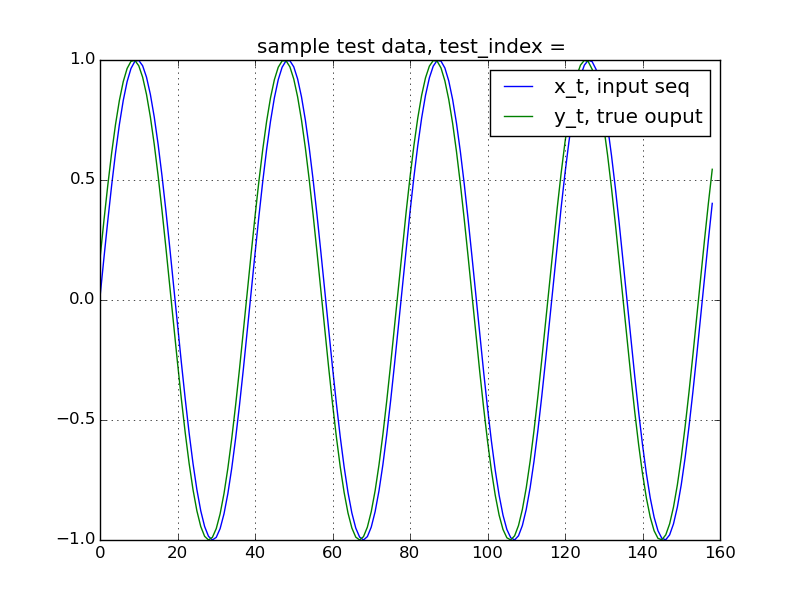 sample test data, test_index =
1.0
x_t, input seq
y_t, true ouput
0.5
0.0
−0.5
−1.0
0 20 40 60 80 100 120 140 160